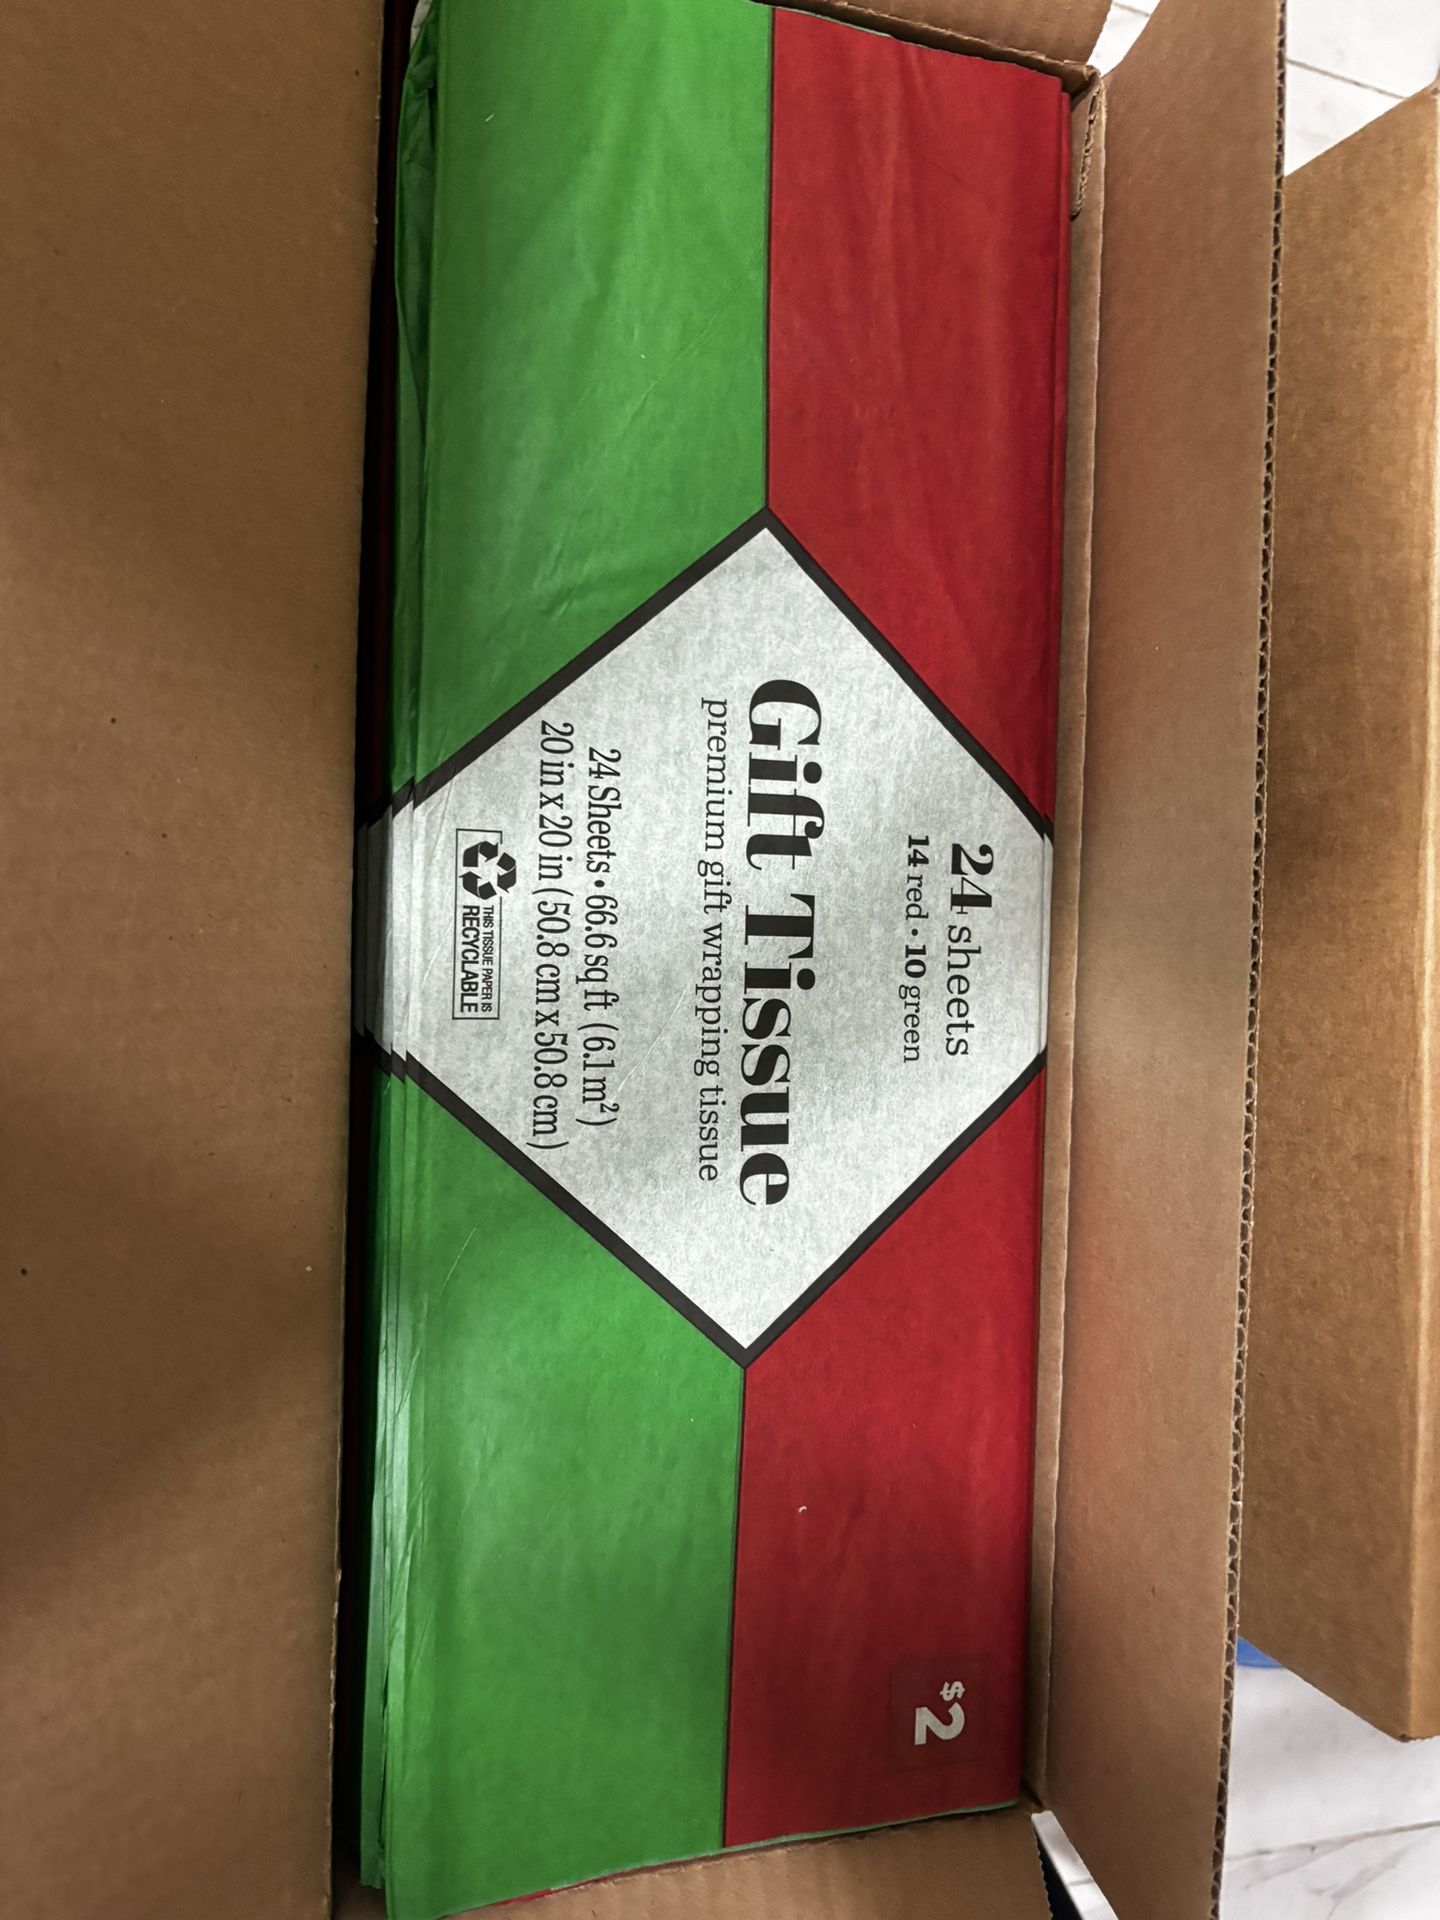 24 sheets
14 red • 10 green
Gift Tissue
premium gift wrapping tissue
24 Sheets • 66.6 sq ft (6.1 m²)
20 in x 20 in (50.8 cm x 50.8 cm)
THIS TISSUE PAPER IS
RECYCLABLE
$2